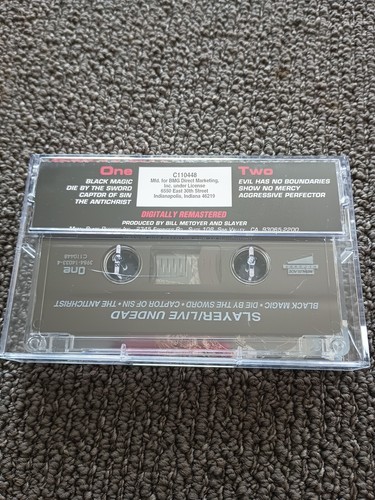 One
BLACK MAGIC
DIE BY THE SWORD
CAPTOR OF SIN
THE ANTICHRIST
C110448
Mfd. for BMG Direct Marketing,
Inc. under License
6550 East 30th Street
Indianapolis, Indiana 46219
Two
EVIL HAS NO BOUNDARIES
SHOW NO MERCY
AGGRESSIVE PERFECTOR
DIGITALLY REMASTERED
PRODUCED BY BILL METOYER AND SLAYER
CA. 93065-2200
SLAYER/LIVE UNDEAD
BLACK MAGIC • DIE BY THE SWORD • CAPTOR OF SIN • THE ANTICHRIST
One
C110448